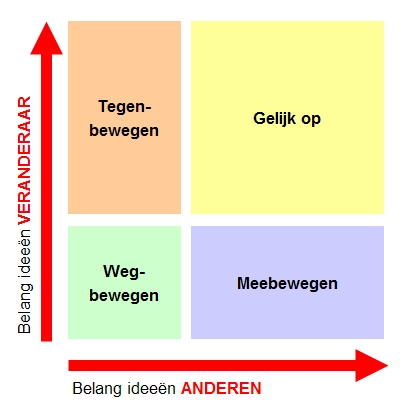 Tegen-
bewegen
Gelijk op
Weg-
bewegen
Meebewegen
Belang ideeën VERANDERAAR
Belang ideeën ANDEREN